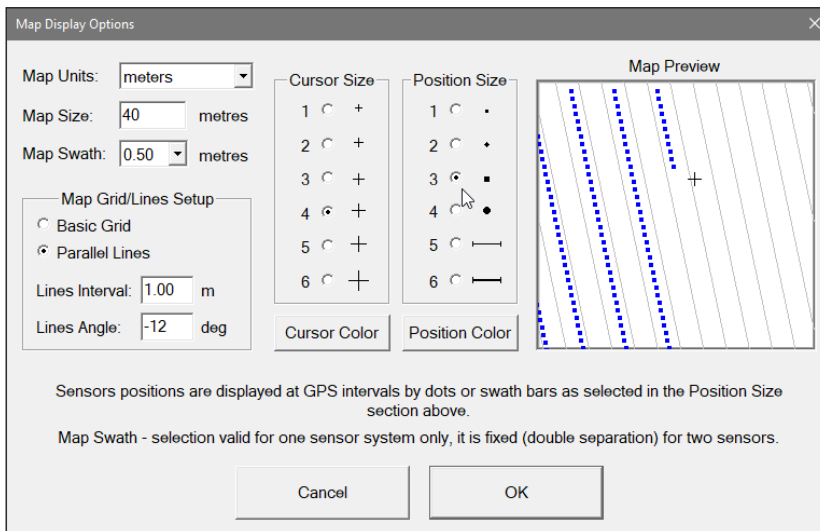 Map Display Options
Map Units: meters
Map Size: 40 metres
Map Swath: 0.50 metres
Map Grid/Lines Setup
Basic Grid
Parallel Lines
Lines Interval: 1.00 m
Lines Angle: -12 deg
Cursor Size
1
2
3
4
5
6
Cursor Color
Position Size
1
2
3
4
5
6
Position Color
Map Preview
Sensors positions are displayed at GPS intervals by dots or swath bars as selected in the Position Size
section above.
Map Swath - selection valid for one sensor system only, it is fixed (double separation) for two sensors.
Cancel
OK